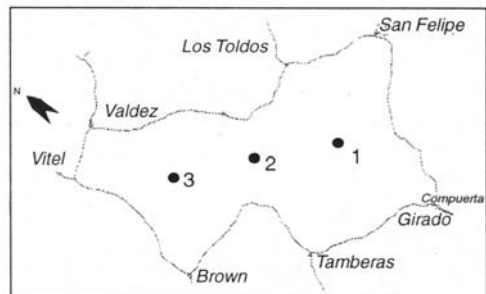 San Felipe
Los Toldos
N
Valdez
1
2
Vitel
3
Compuerta
Girado
Tamberas
Brown